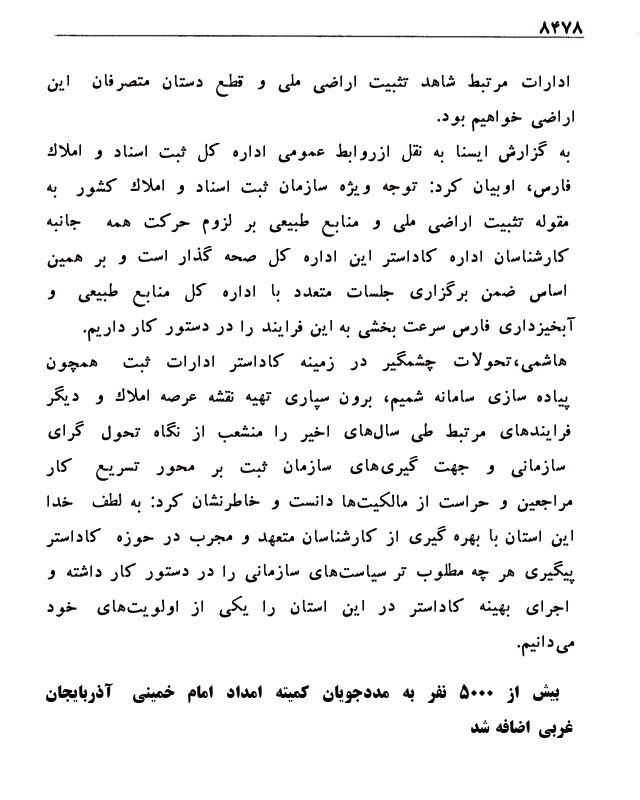 ۸۴۷۸
ادارات مرتبط شاهد تثبیت اراضی ملی و قطع دستان متصرفان این
اراضی خواهیم بود.
به گزارش ایسنا به نقل ازروابط عمومی اداره کل ثبت اسناد و املاك
فارس، اوبیان کرد: توجه ویژه سازمان ثبت اسناد و املاك کشور به
مقوله تثبیت اراضی ملی و منابع طبیعی بر لزوم حرکت همه جانبه
کارشناسان اداره کاداستر این اداره کل صحه گذار است و بر همین
اساس ضمن برگزاری جلسات متعدد با اداره کل منابع طبیعی و
آبخیزداری فارس سرعت بخشی به این فرایند را در دستور کار داریم.
هاشمی،تحولات چشمگیر در زمینه کاداستر ادارات ثبت همچون
پیاده سازی سامانه شمیم، برون سپاری تهیه نقشه عرصه املاك و دیگر
فرایندهای مرتبط طی سال‌های اخیر را منشعب از نگاه تحول گرای
سازمانی و جهت گیری‌های سازمان ثبت بر محور تسریع کار
مراجعین و حراست از مالکیت‌ها دانست و خاطرنشان کرد: به لطف خدا
این استان با بهره گیری از کارشناسان متعهد و مجرب در حوزه کاداستر
پیگیری هر چه مطلوب تر سیاست‌های سازمانی را در دستور کار داشته و
اجرای بهینه کاداستر در این استان را یکی از اولویت‌های خود
می‌دانیم.
بیش از ۵۰۰۰ نفر به مددجویان کمیته امداد امام خمینی آذربایجان
غربی اضافه شد